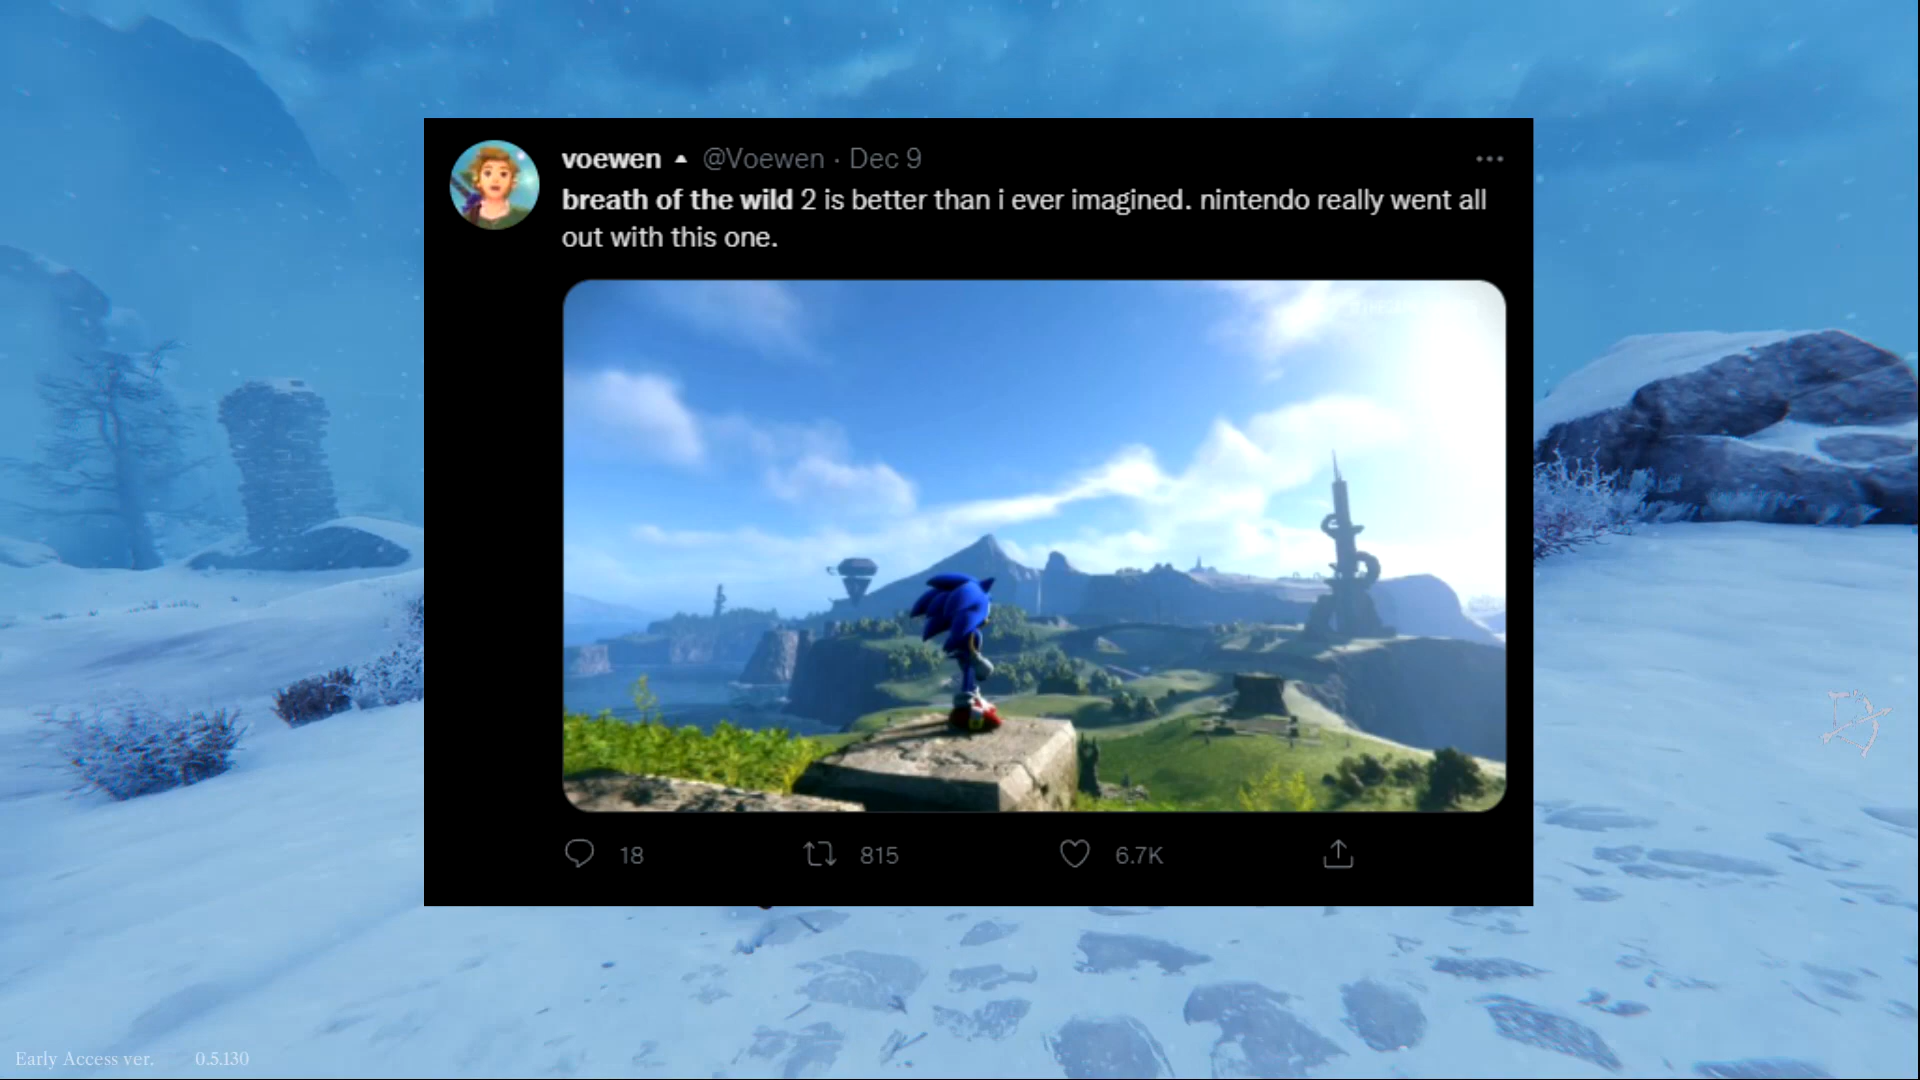 voewen ▲ @Voewen · Dec 9
breath of the wild 2 is better than i ever imagined. nintendo really went all
out with this one.
18 815 6.7K
Early Access ver. 0.5.130